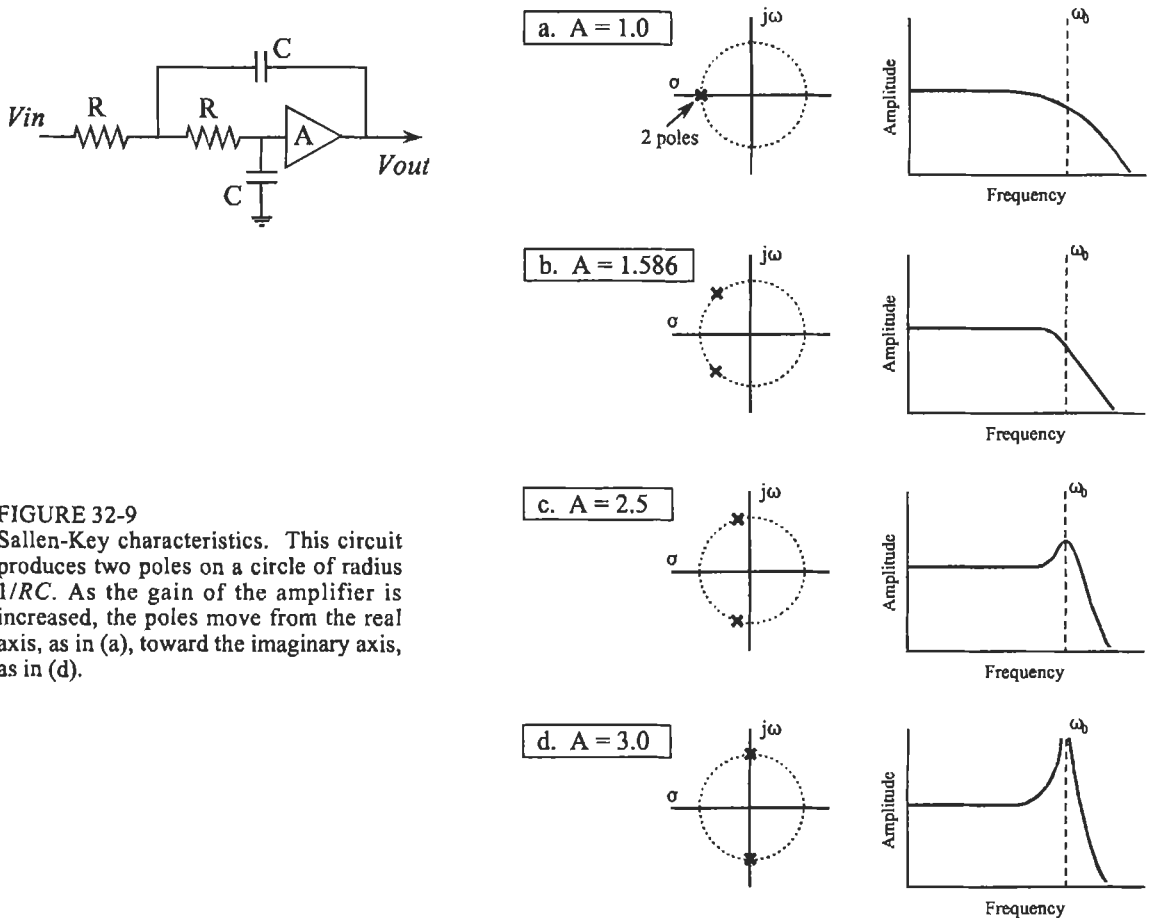 C
R
R
Vin
A
Vout
C
FIGURE 32-9
Sallen-Key characteristics. This circuit
produces two poles on a circle of radius
1/RC. As the gain of the amplifier is
increased, the poles move from the real
axis, as in (a), toward the imaginary axis,
as in (d).
a. A = 1.0
jω
σ
2 poles
ω₀
Amplitude
Frequency
b. A = 1.586
jω
σ
ω₀
Amplitude
Frequency
c. A = 2.5
jω
σ
ω₀
Amplitude
Frequency
d. A = 3.0
jω
σ
ω₀
Amplitude
Frequency